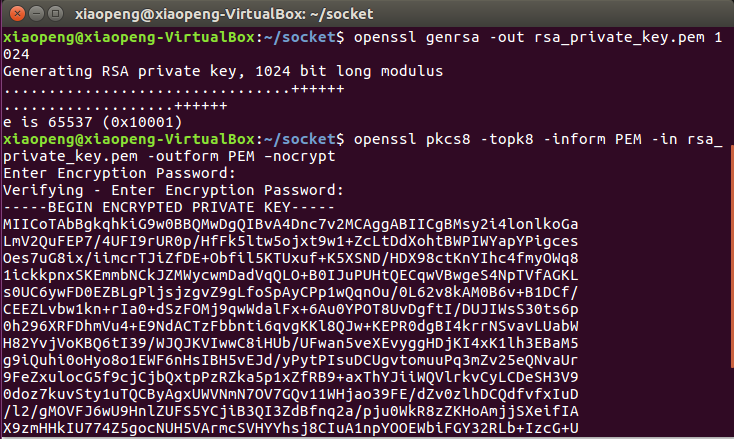 xiaopeng@xiaopeng-VirtualBox: ~/socket
xiaopeng@xiaopeng-VirtualBox:~/socket$ openssl genrsa -out rsa_private_key.pem 1
024
Generating RSA private key, 1024 bit long modulus
................................++++++
...................++++++
e is 65537 (0x10001)
xiaopeng@xiaopeng-VirtualBox:~/socket$ openssl pkcs8 -topk8 -inform PEM -in rsa_
private_key.pem -outform PEM –nocrypt
Enter Encryption Password:
Verifying - Enter Encryption Password:
-----BEGIN ENCRYPTED PRIVATE KEY-----
MIICoTAbBgkqhkiG9w0BBQMwDgQIBvA4Dnc7v2MCAggABIICgBMsy2i4lonlkoGa
LmV2QuFEP7/4UFI9rUR0p/HfFk5ltw5ojxt9w1+ZcLtDdXohtBWPIWYapYPigces
Oes7uG8ix/iimcrTJiZfDE+Obfil5KTUxuf+K5XSND/HDX98ctKnYIhc4fmyOWq8
1ickkpnxSKEmmbNCkJZMWycwmDadVqQLO+B0IJuPUHtQECqwVBwgeS4NpTVfAGKL
s0UC6ywFD0EZBLgPljsjzgvZ9gLfoSpAyCPp1wQqnOu/0L62v8kAM0B6v+B1DCf/
CEEZLvbw1kn+rIa0+dSzFOMj9qwWdalFx+6Au0YPOT8UvDgftI/DUJIWsS30ts6p
0h296XRFDhmVu4+E9NdACTzFbbnti6qvgKKl8QJw+KEPR0dgBI4krrNSvavLUabW
H82YvjVoKBQ6tI39/WJQJKVIwwC8iHUb/UFwan5veXEvyggHDjKI4xK1lh3EBaM5
g9iQuhi0oHyo8o1EWF6nHsIBH5vEJd/yPytPIsuDCUgvtomuuPq3mZv25eQNvaUr
9FeZxulocG5f9cjCjbQxtpPzRZka5p1xZfRB9+axThYJiiWQVlrkvCyLCDeSH3V9
0doz7kuvSty1uTQCByAgxUWVNmN7OV7GQv11WHjao39FE/dZv0zlhDCQdfvfxIuD
/l2/gMOVFJ6wU9HnlZUFS5YCjiB3QI3ZdBfnq2a/pju0WkR8zZKHoAmjjSXeifIA
X9zmHHkIU774Z5gocNUH5VArmcSVHYYhsj8CIuA1npYOOEWbiFGY32RLb+IzcG+U